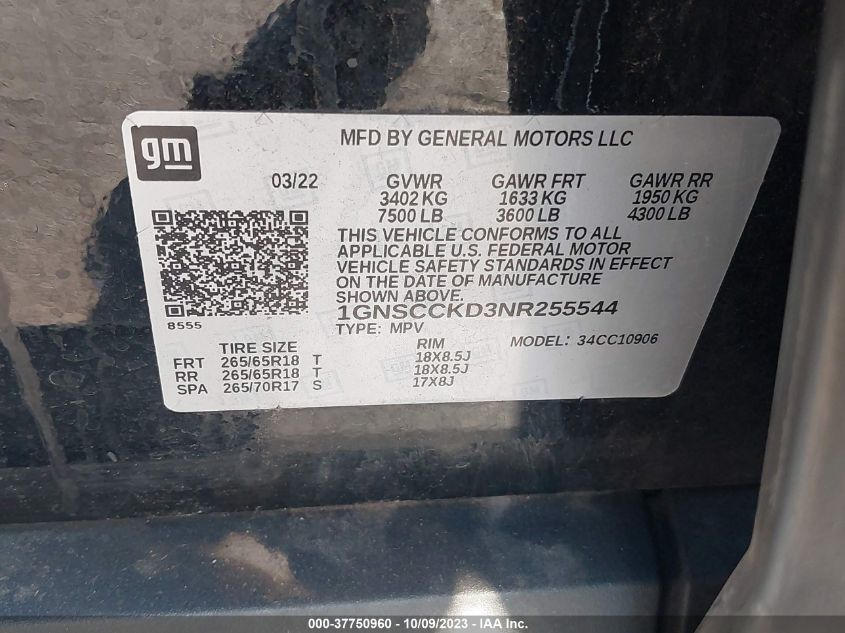 gm
MFD BY GENERAL MOTORS LLC
03/22 GVWR GAWR FRT GAWR RR
3402 KG 1633 KG 1950 KG
7500 LB 3600 LB 4300 LB
THIS VEHICLE CONFORMS TO ALL
APPLICABLE U.S. FEDERAL MOTOR
VEHICLE SAFETY STANDARDS IN EFFECT
ON THE DATE OF MANUFACTURE
SHOWN ABOVE.
1GNSCCKD3NR255544
8555
TYPE: MPV MODEL: 34CC10906
TIRE SIZE RIM
FRT 265/65R18 T 18X8.5J
RR 265/65R18 T 18X8.5J
SPA 265/70R17 S 17X8J
000-37750960 - 10/09/2023 - IAA Inc.